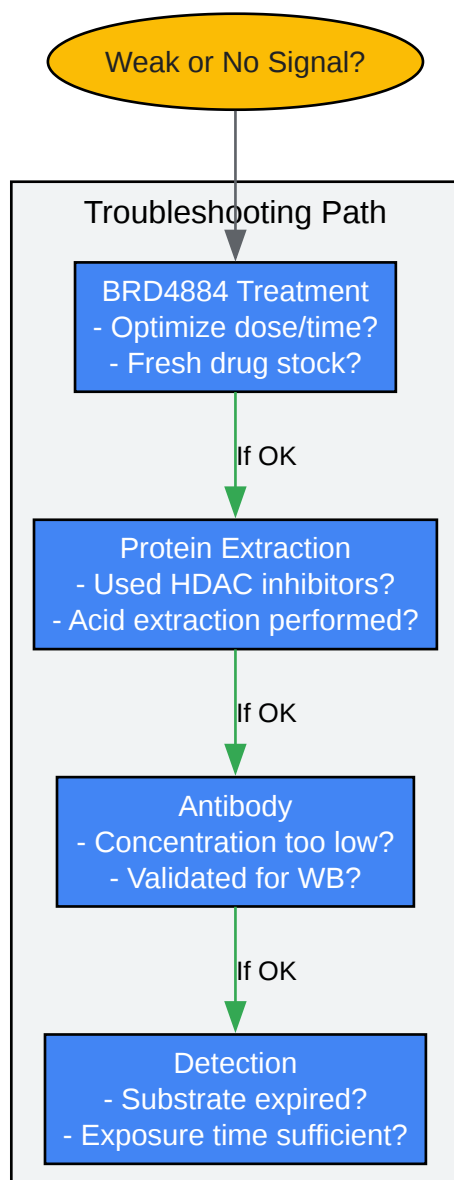 Weak or No Signal?
Troubleshooting Path
BRD4884 Treatment
- Optimize dose/time?
- Fresh drug stock?
If OK
Protein Extraction
- Used HDAC inhibitors?
- Acid extraction performed?
If OK
Antibody
- Concentration too low?
- Validated for WB?
If OK
Detection
- Substrate expired?
- Exposure time sufficient?